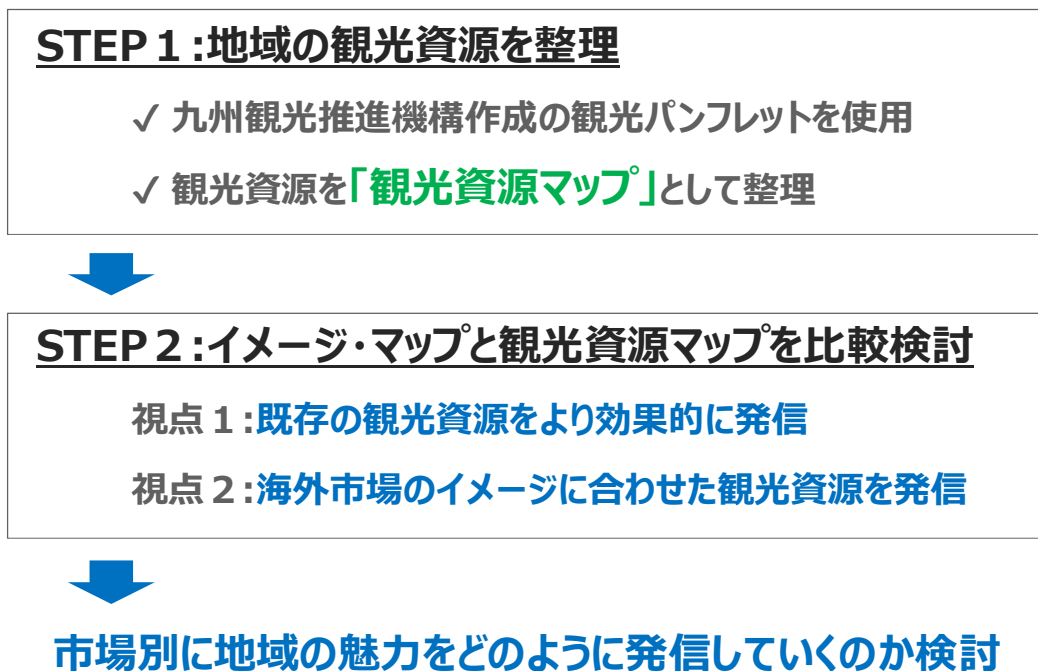 STEP1:地域の観光資源を整理
✓ 九州観光推進機構作成の観光パンフレットを使用
✓ 観光資源を「観光資源マップ」として整理
STEP2:イメージ・マップと観光資源マップを比較検討
視点1:既存の観光資源をより効果的に発信
視点2:海外市場のイメージに合わせた観光資源を発信
市場別に地域の魅力をどのように発信していくのか検討